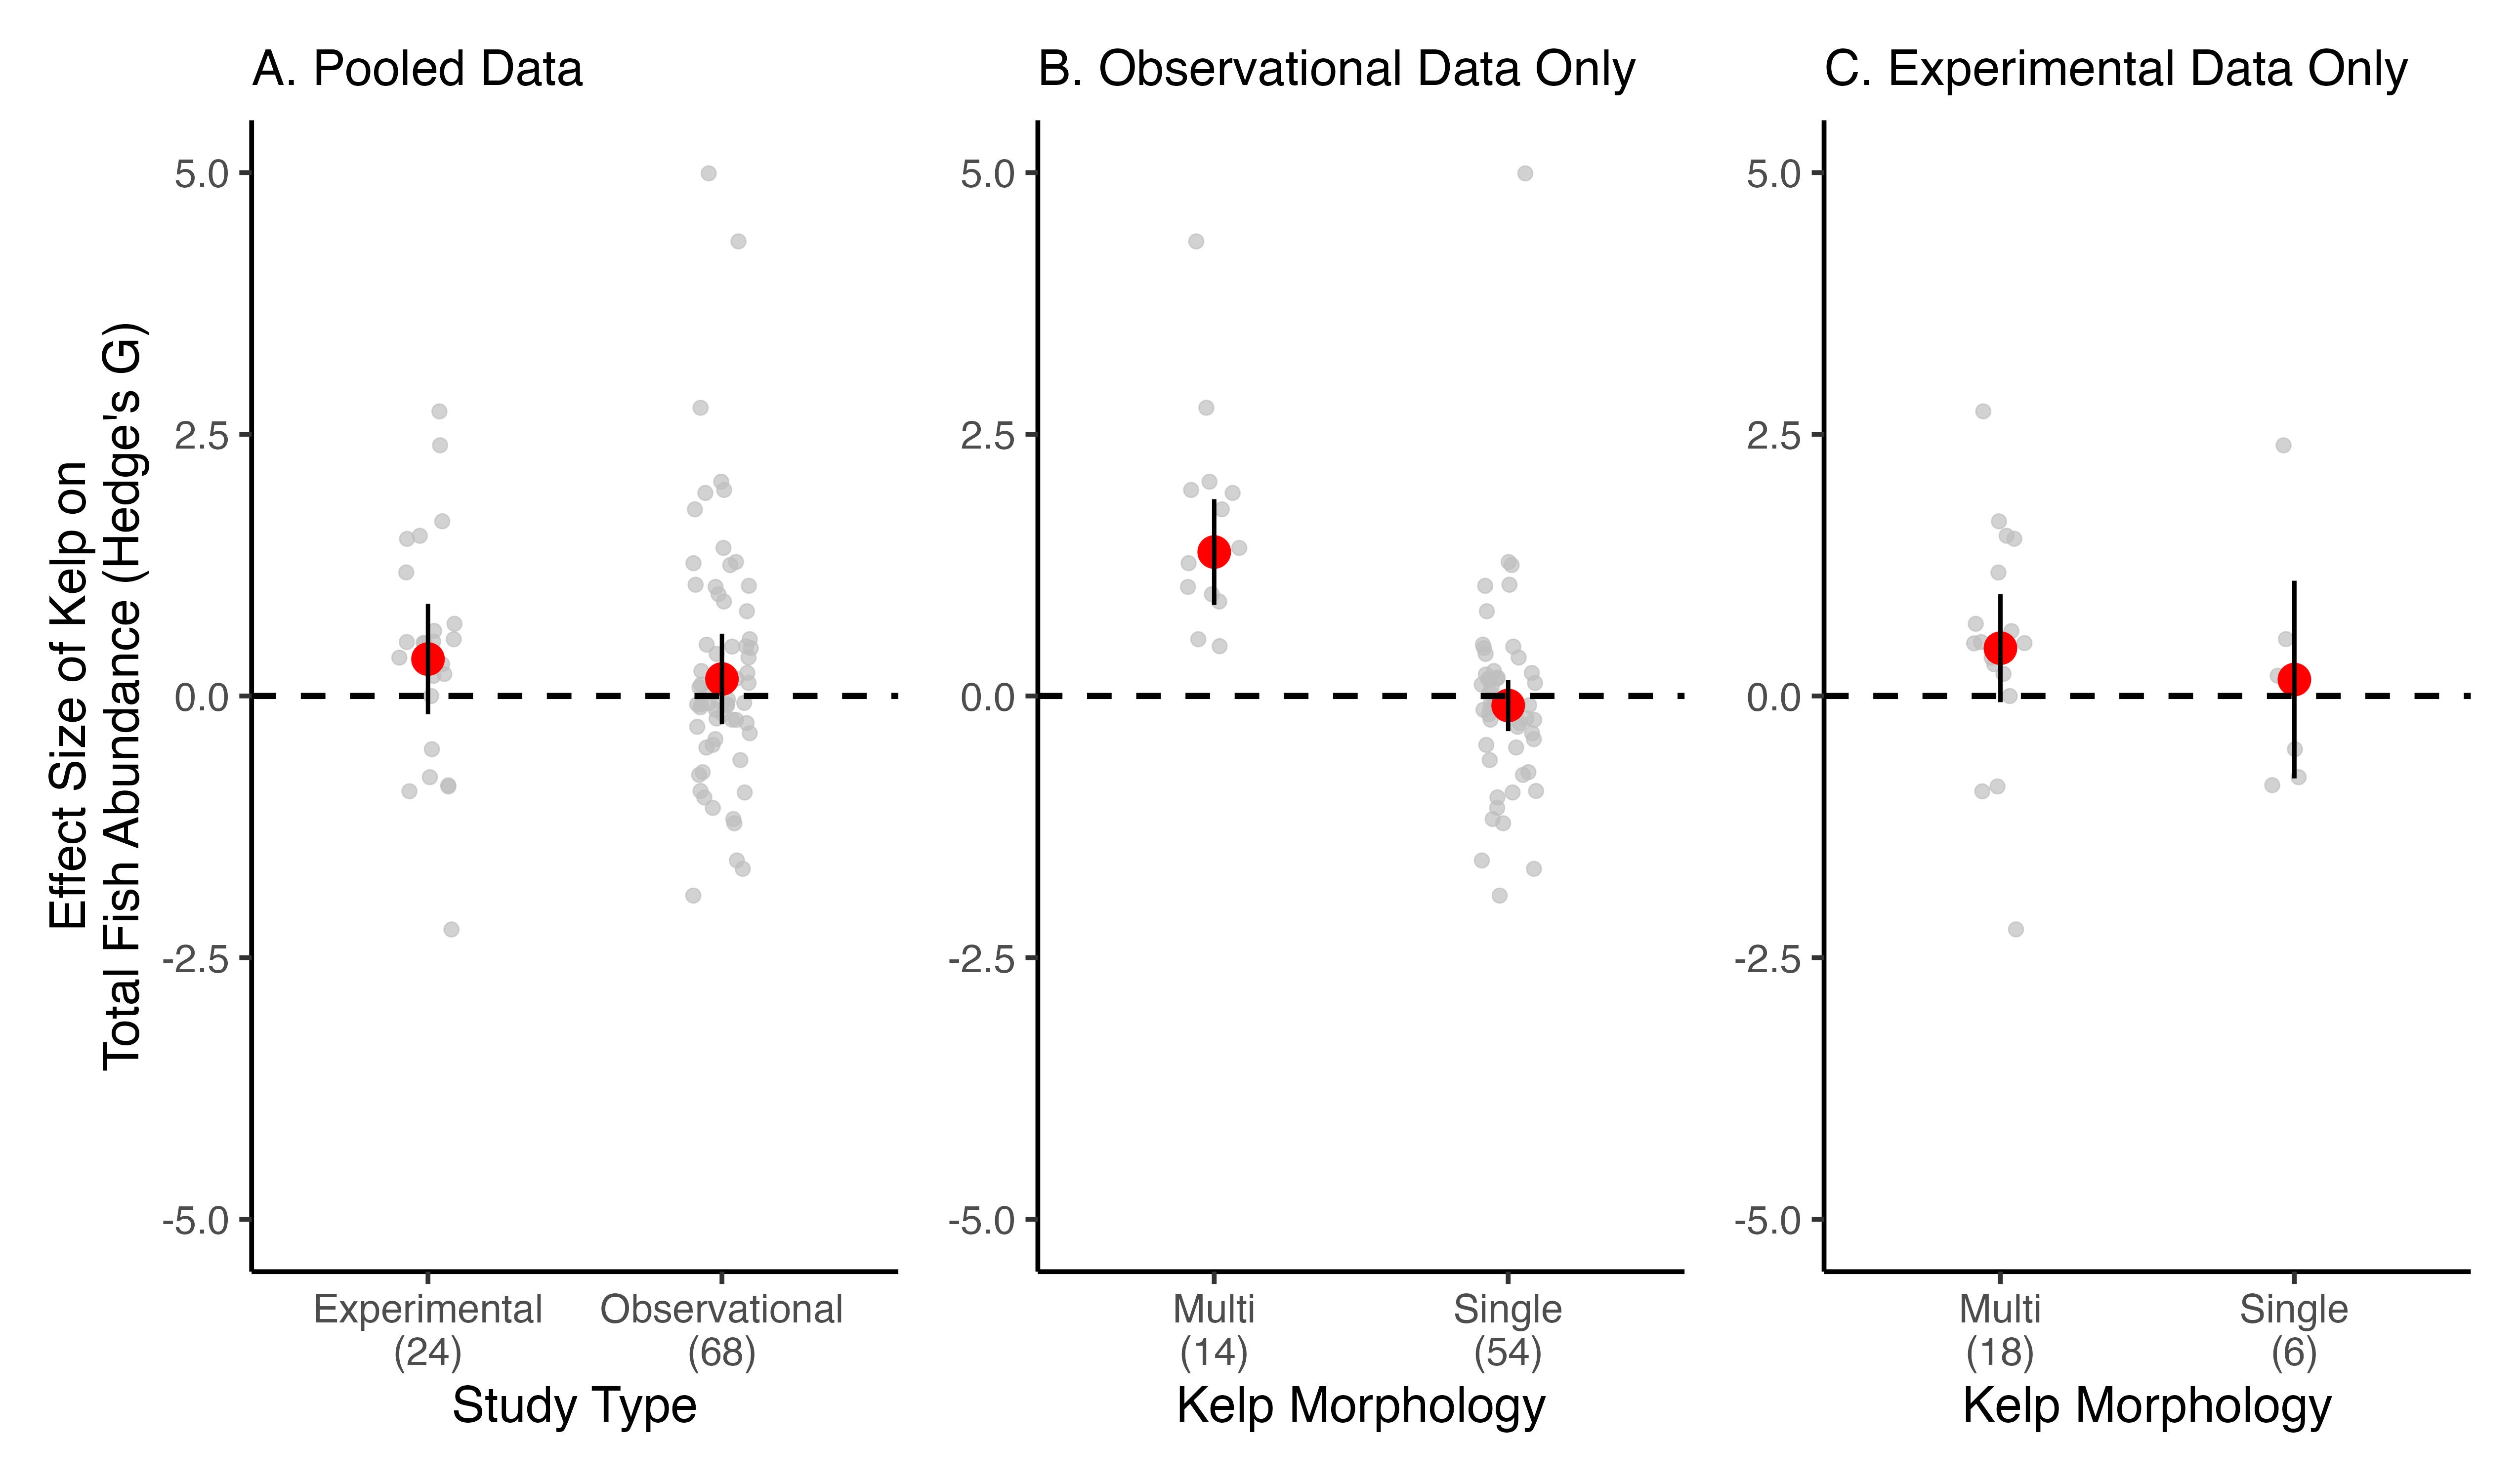 A. Pooled Data
B. Observational Data Only
C. Experimental Data Only
Effect Size of Kelp on
Total Fish Abundance (Hedge's G)
5.0
2.5
0.0
-2.5
-5.0
Experimental
(24)
Observational
(68)
Study Type
5.0
2.5
0.0
-2.5
-5.0
Multi
(14)
Single
(54)
Kelp Morphology
5.0
2.5
0.0
-2.5
-5.0
Multi
(18)
Single
(6)
Kelp Morphology